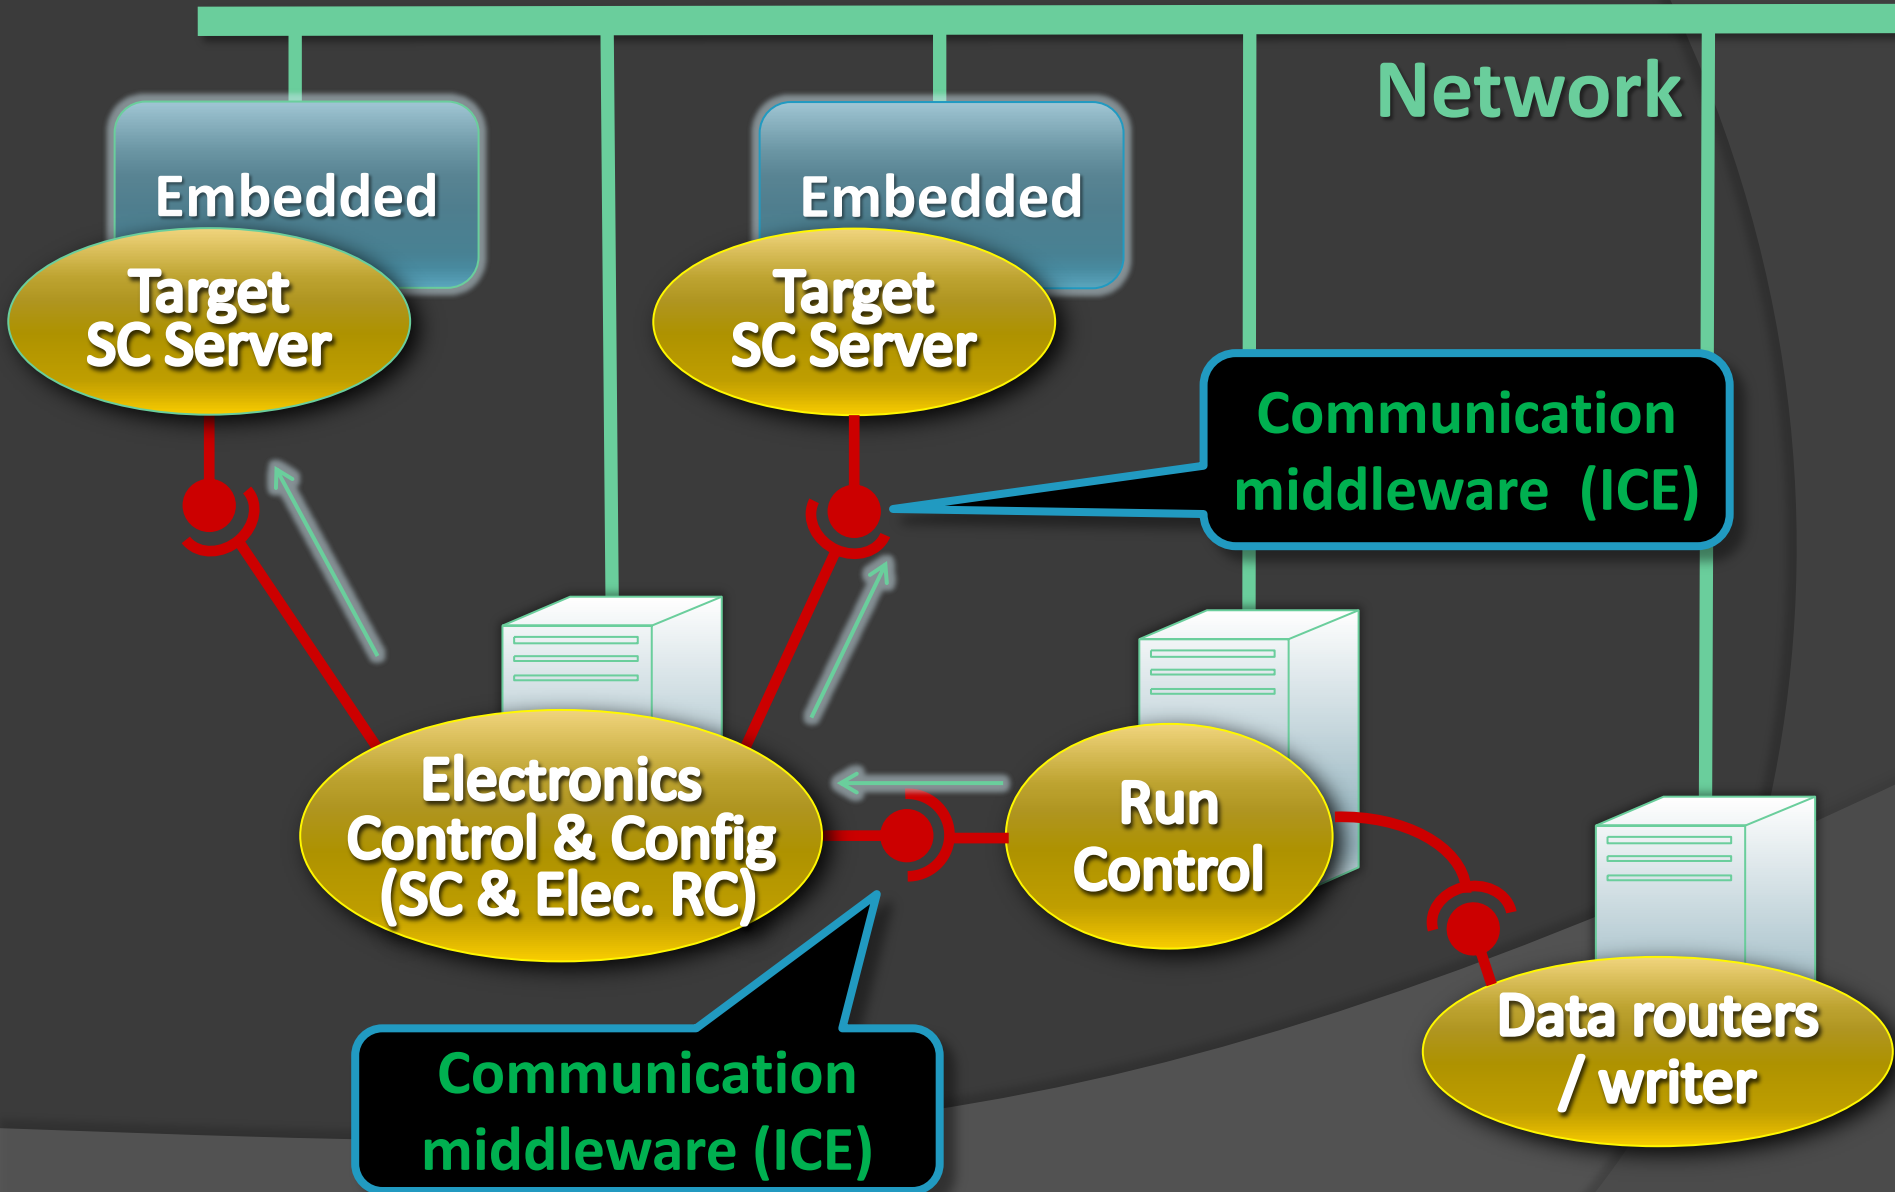 Network
Embedded
Target
SC Server
Embedded
Target
SC Server
Communication
middleware (ICE)
Electronics
Control & Config
(SC & Elec. RC)
Run
Control
Data routers
/ writer
Communication
middleware (ICE)